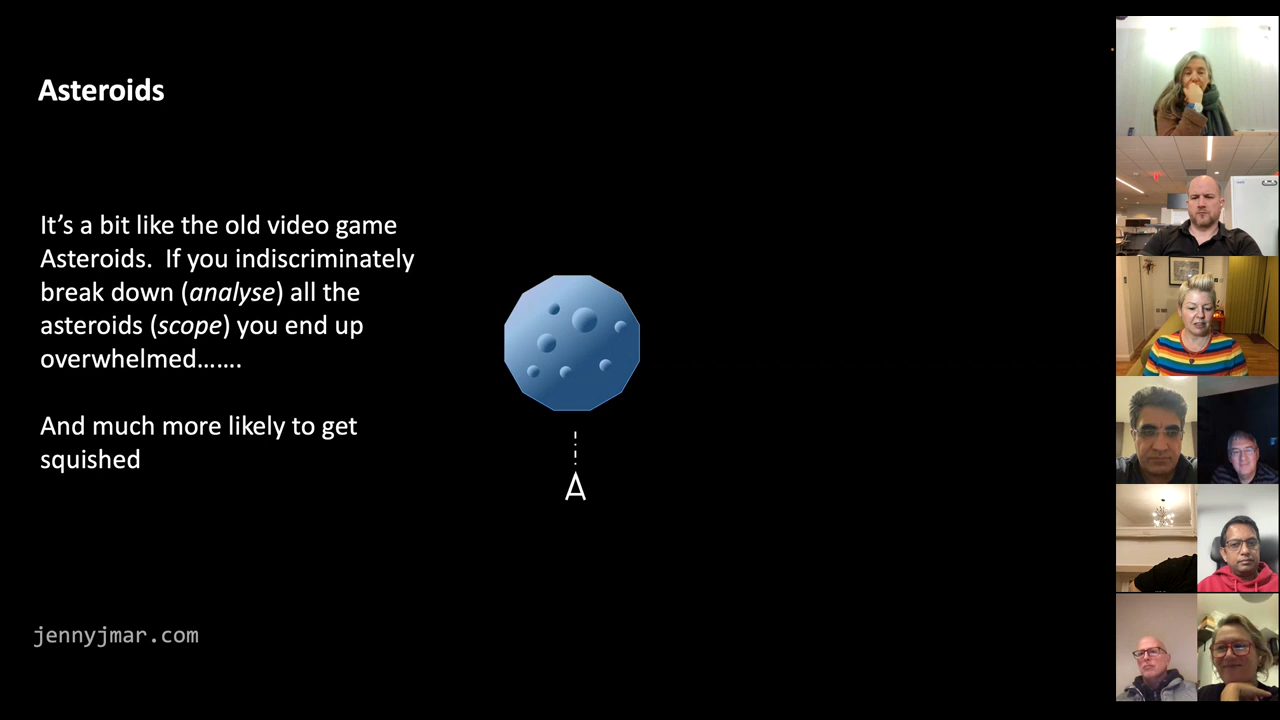 Asteroids
It’s a bit like the old video game
Asteroids.  If you indiscriminately
break down (analyse) all the
asteroids (scope) you end up
overwhelmed…….
And much more likely to get
squished
jennyjmar.com